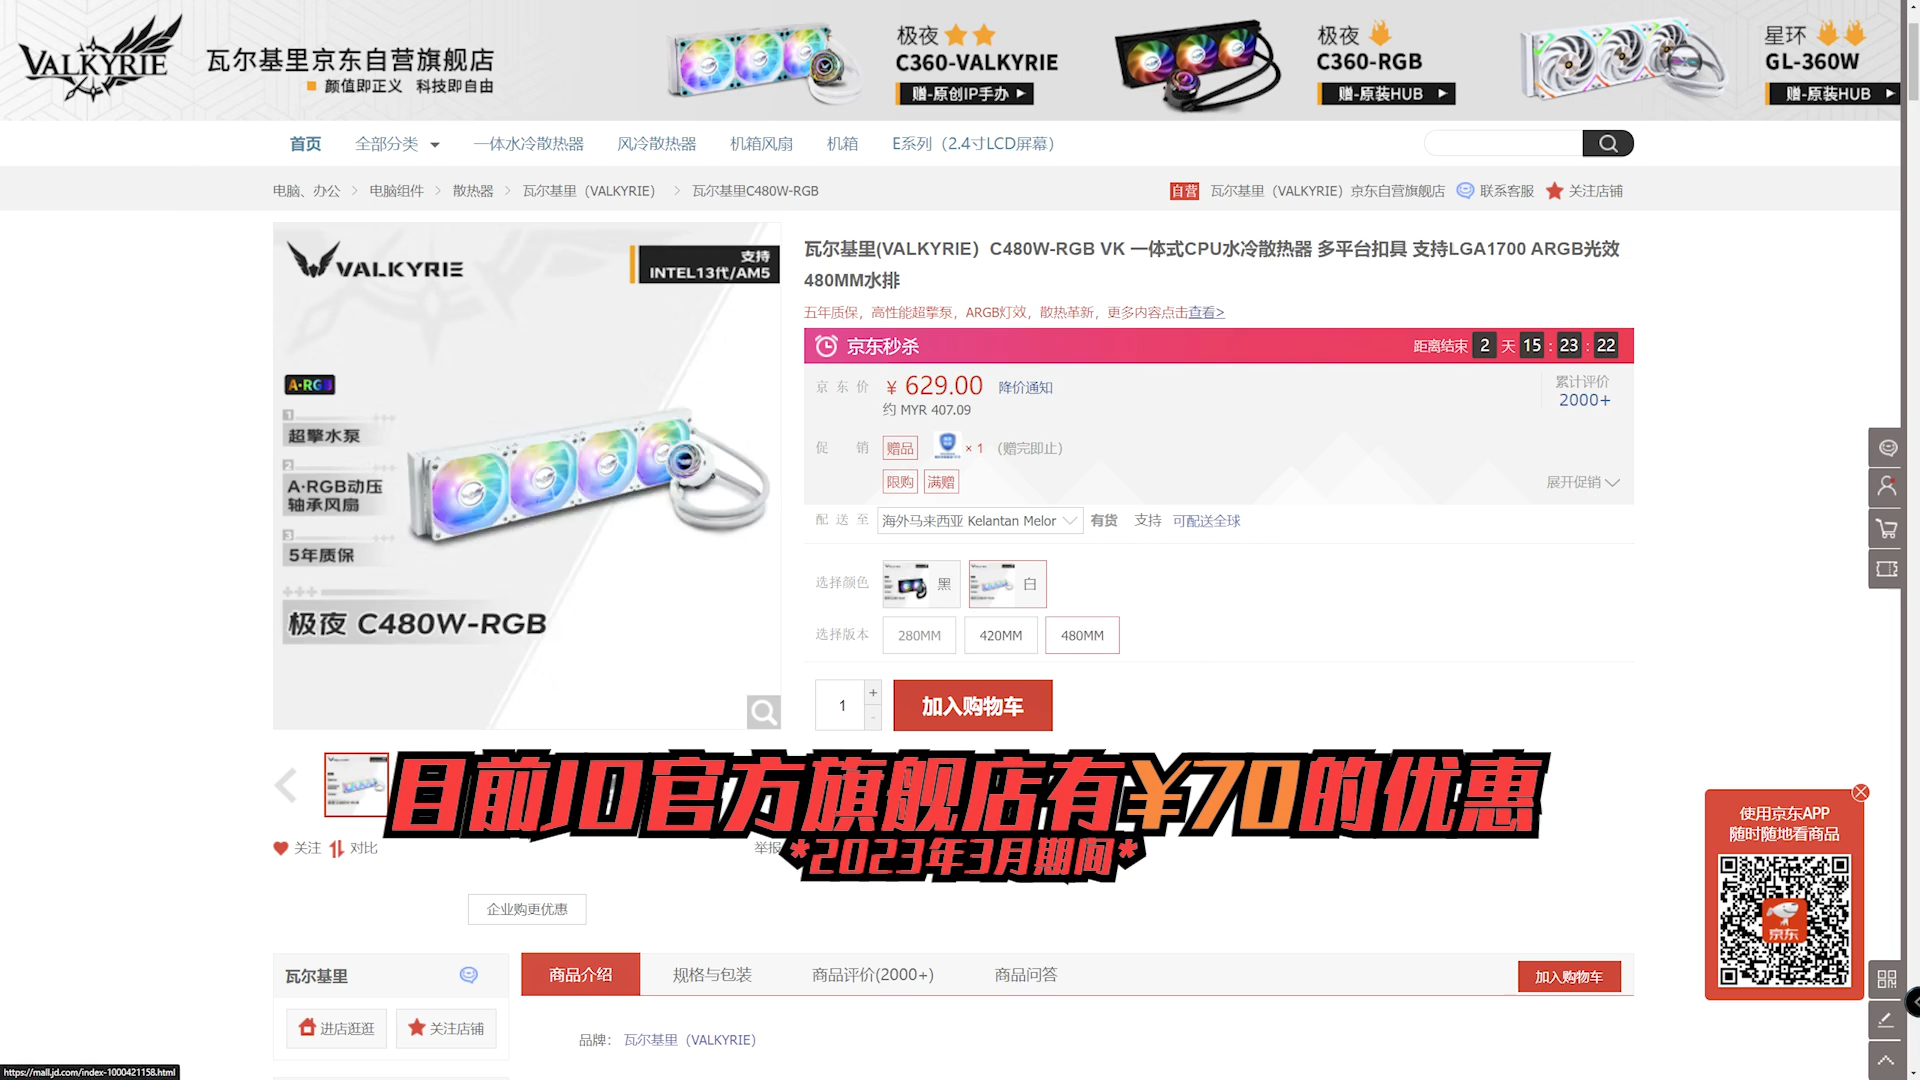 VALKYRIE
瓦尔基里京东自营旗舰店
颜值即正义 科技即自由
极夜
C360-VALKYRIE
赠-原创IP手办
极夜
C360-RGB
赠-原装HUB
星环
GL-360W
赠-原装HUB
首页 全部分类 一体水冷散热器 风冷散热器 机箱风扇 机箱 E系列（2.4寸LCD屏幕）
电脑、办公 > 电脑组件 > 散热器 > 瓦尔基里（VALKYRIE） > 瓦尔基里C480W-RGB
自营 瓦尔基里（VALKYRIE）京东自营旗舰店 联系客服 关注店铺
VALKYRIE
支持
INTEL13代/AM5
A·RGB
1
超擎水泵
2
A·RGB动压
轴承风扇
3
5年质保
极夜 C480W-RGB
瓦尔基里(VALKYRIE）C480W-RGB VK 一体式CPU水冷散热器 多平台扣具 支持LGA1700 ARGB光效
480MM水排
五年质保，高性能超擎泵，ARGB灯效，散热革新，更多内容点击查看>
京东秒杀
距离结束 2 天 15 : 23 : 22
京东价 ￥629.00 降价通知
约 MYR 407.09
累计评价
2000+
促销 赠品 × 1 （赠完即止）
限购 满赠
展开促销
配送至 海外马来西亚 Kelantan Melor 有货 支持 可配送全球
选择颜色 黑 白
选择版本 280MM 420MM 480MM
1 + -
加入购物车
目前JD官方旗舰店有¥70的优惠
*2023年3月期间*
关注 对比 举报
企业购更优惠
使用京东APP
随时随地看商品
京东
瓦尔基里
进店逛逛 关注店铺
商品介绍 规格与包装 商品评价(2000+) 商品问答
加入购物车
品牌： 瓦尔基里（VALKYRIE）
https://mall.jd.com/index-1000421158.html